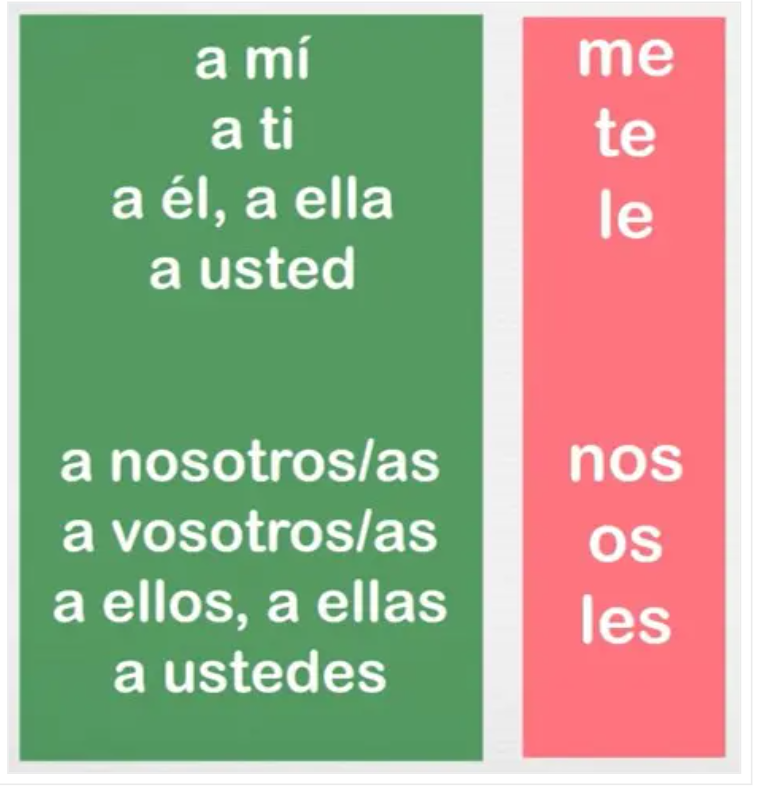 a mí
a ti
a él, a ella
a usted
a nosotros/as
a vosotros/as
a ellos, a ellas
a ustedes
me
te
le
nos
os
les